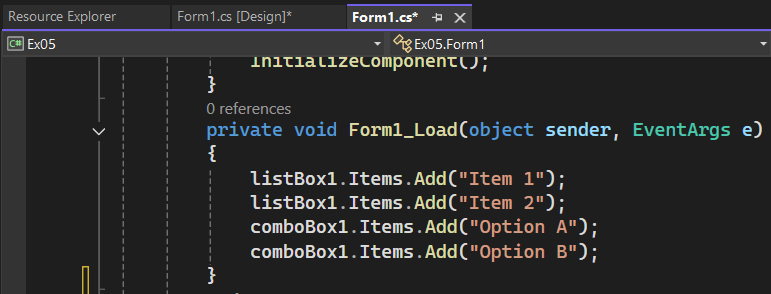 Resource Explorer Form1.cs [Design]* Form1.cs*
C# Ex05 Ex05.Form1
InitializeComponent();
}
0 references
private void Form1_Load(object sender, EventArgs e)
{
listBox1.Items.Add("Item 1");
listBox1.Items.Add("Item 2");
comboBox1.Items.Add("Option A");
comboBox1.Items.Add("Option B");
}